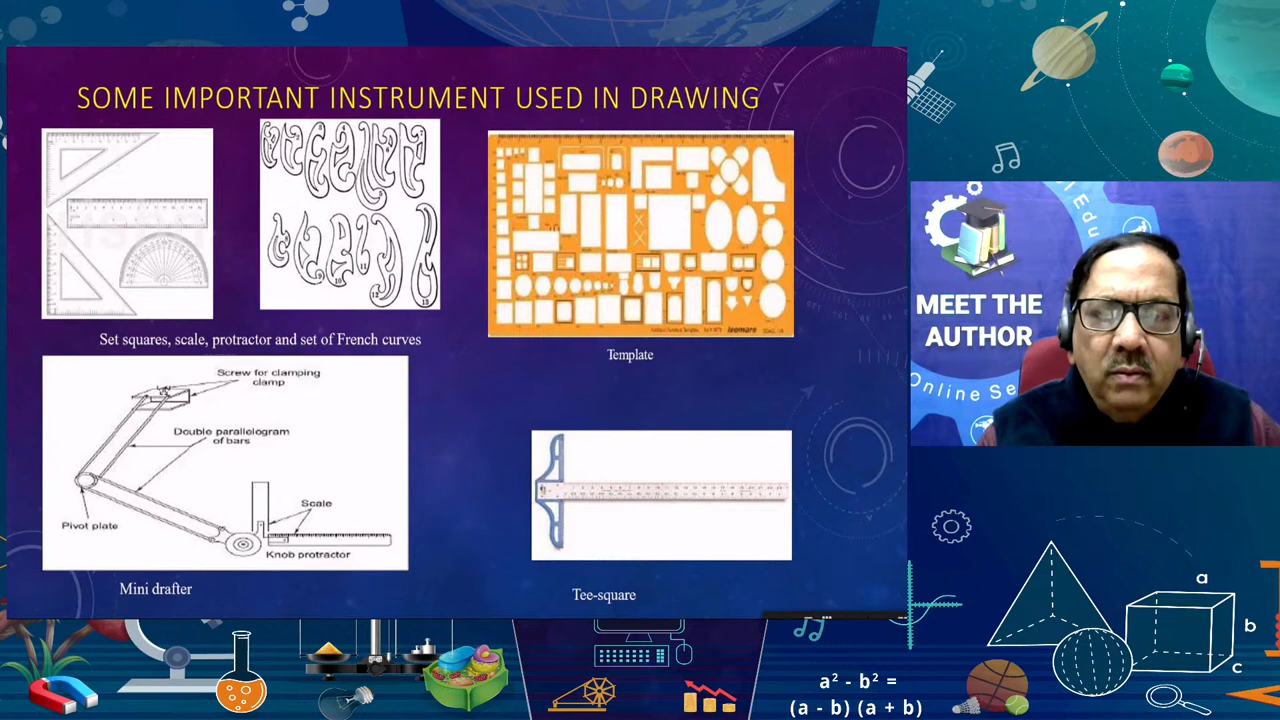 SOME IMPORTANT INSTRUMENT USED IN DRAWING
Set squares, scale, protractor and set of French curves
Template
Screw for clamping
clamp
Double parallelogram
of bars
Pivot plate
Scale
Knob protractor
Mini drafter
Tee-square
MEET THE
AUTHOR
Online Se
Edu
a
b
c
a² - b² =
(a - b) (a + b)